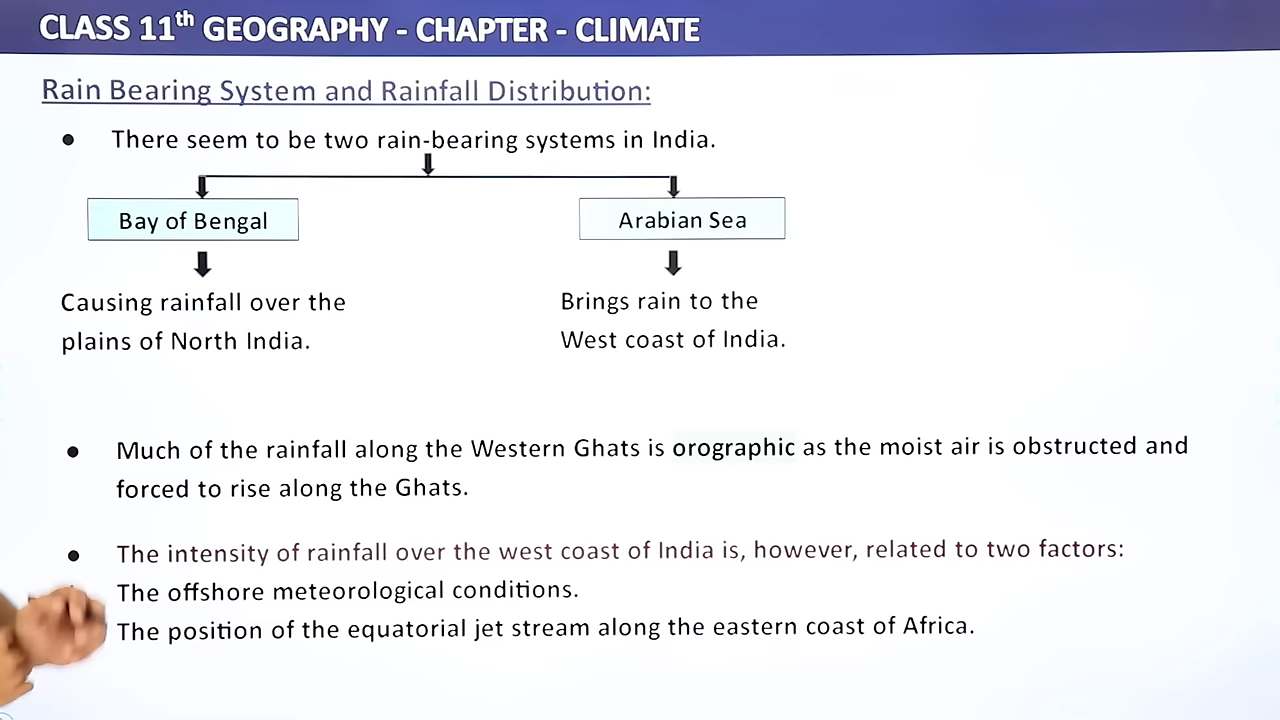 CLASS 11th GEOGRAPHY - CHAPTER - CLIMATE
Rain Bearing System and Rainfall Distribution:
● There seem to be two rain-bearing systems in India.
Bay of Bengal
Arabian Sea
Causing rainfall over the
plains of North India.
Brings rain to the
West coast of India.
● Much of the rainfall along the Western Ghats is orographic as the moist air is obstructed and
forced to rise along the Ghats.
● The intensity of rainfall over the west coast of India is, however, related to two factors:
The offshore meteorological conditions.
The position of the equatorial jet stream along the eastern coast of Africa.